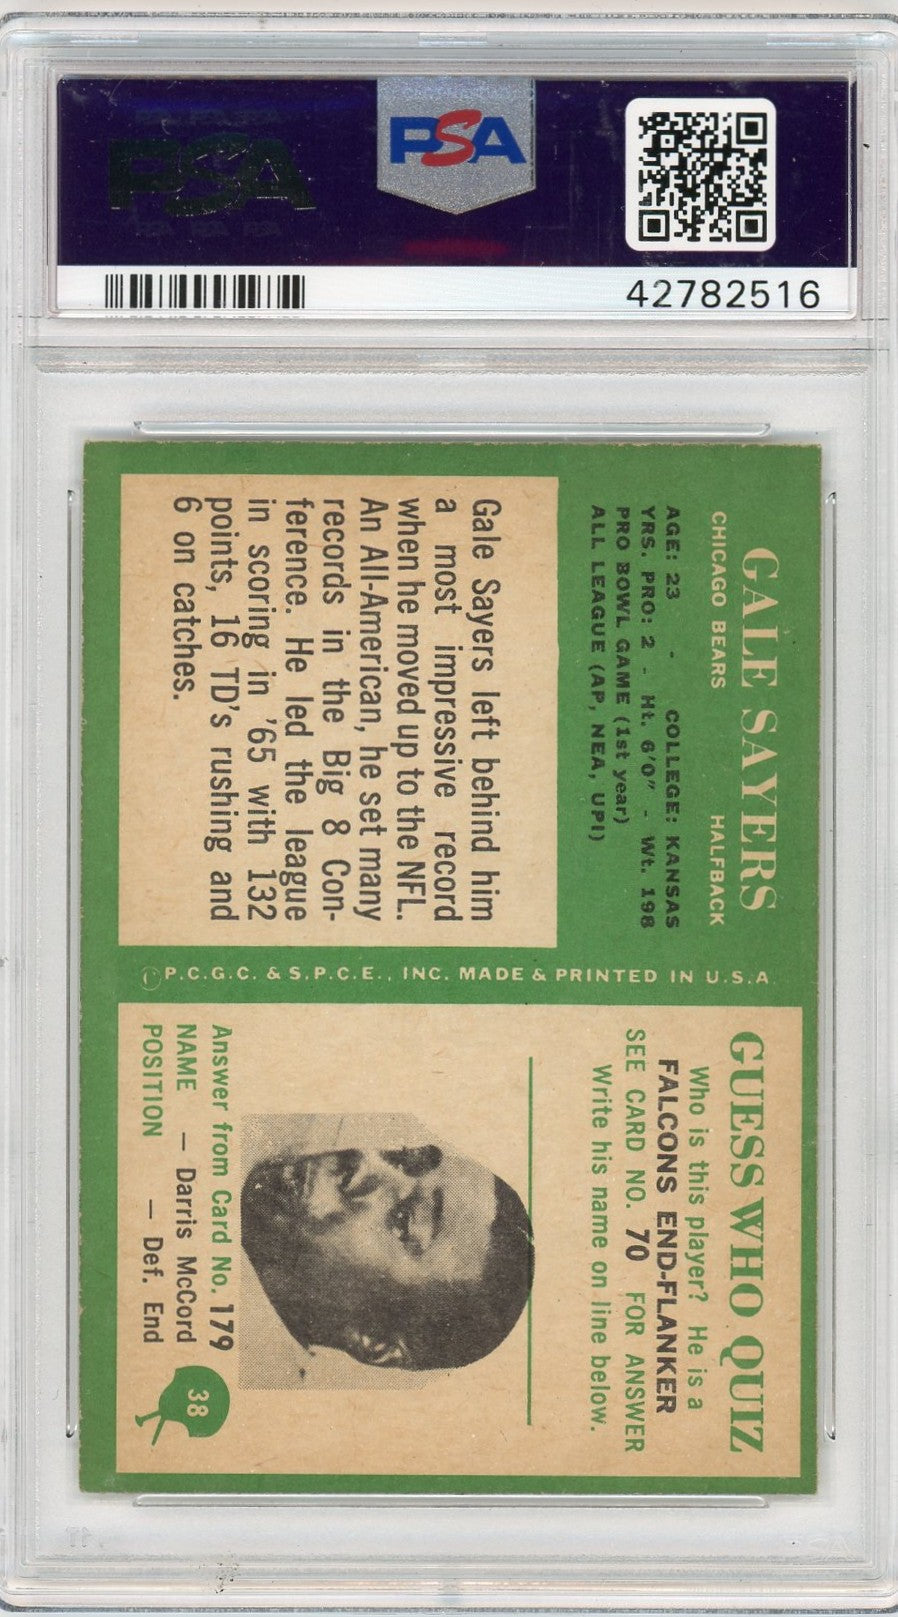 PSA
PSA
42782516
GALE SAYERS
CHICAGO BEARS HALFBACK
AGE: 23 - COLLEGE: KANSAS
YRS. PRO: 2 - Ht. 6'0" - Wt. 198
PRO BOWL GAME (1st year)
ALL LEAGUE (AP, NEA, UPI)
Gale Sayers left behind him
a most impressive record
when he moved up to the NFL.
An All-American, he set many
records in the Big 8 Con-
ference. He led the league
in scoring in '65 with 132
points, 16 TD's rushing and
6 on catches.
©P.C.G.C. & S.P.C.E., INC. MADE & PRINTED IN U.S.A.
GUESS WHO QUIZ
Who is this player? He is a
FALCONS END-FLANKER
SEE CARD NO. 70 FOR ANSWER
Write his name on line below.
Answer from Card No. 179
NAME — Darris McCord
POSITION — Def. End
38